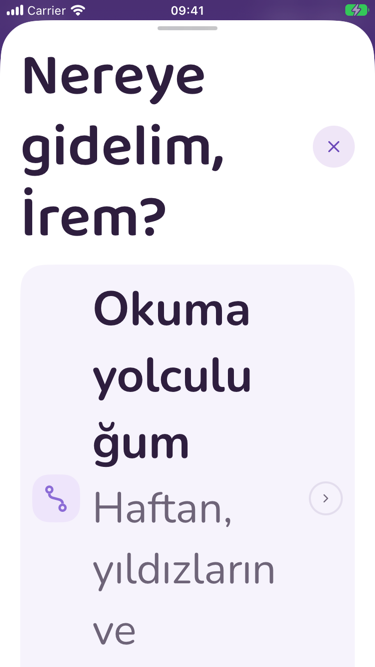 Carrier 09:41
Nereye
gidelim,
İrem?
Okuma
yolculu
ğum
Haftan,
yıldızların
ve